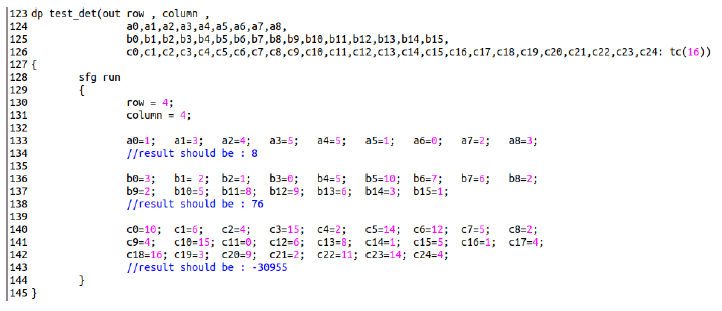 123 dp test_det(out row , column ,
124 a0,a1,a2,a3,a4,a5,a6,a7,a8,
125 b0,b1,b2,b3,b4,b5,b6,b7,b8,b9,b10,b11,b12,b13,b14,b15,
126 c0,c1,c2,c3,c4,c5,c6,c7,c8,c9,c10,c11,c12,c13,c14,c15,c16,c17,c18,c19,c20,c21,c22,c23,c24: tc(16))
127 {
128 sfg run
129 {
130 row = 4;
131 column = 4;
132
133 a0=1; a1=3; a2=4; a3=5; a4=5; a5=1; a6=0; a7=2; a8=3;
134 //result should be : 8
135
136 b0=3; b1= 2; b2=1; b3=0; b4=5; b5=10; b6=7; b7=6; b8=2;
137 b9=2; b10=5; b11=8; b12=9; b13=6; b14=3; b15=1;
138 //result should be : 76
139
140 c0=10; c1=6; c2=4; c3=15; c4=2; c5=14; c6=12; c7=5; c8=2;
141 c9=4; c10=15; c11=0; c12=6; c13=8; c14=1; c15=5; c16=1; c17=4;
142 c18=16; c19=3; c20=9; c21=2; c22=11; c23=14; c24=4;
143 //result should be : -30955
144 }
145 }